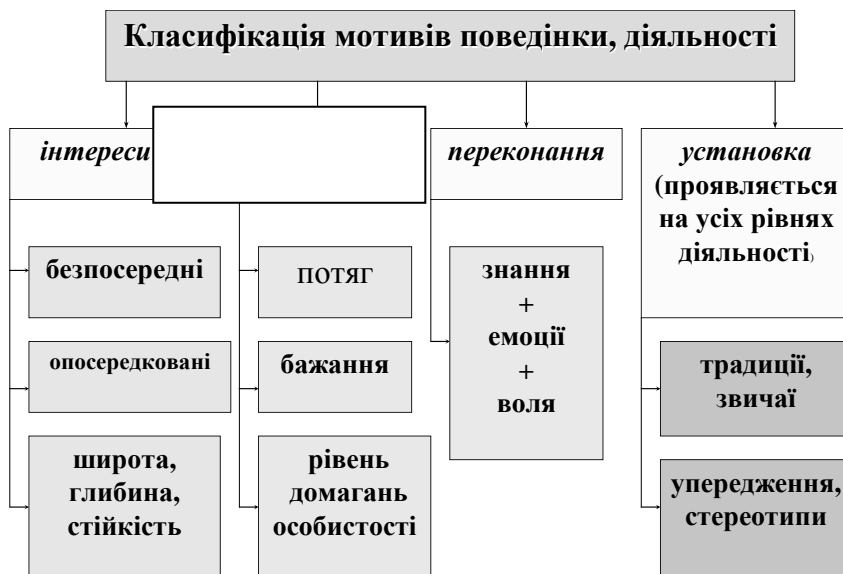 Класифікація мотивів поведінки, діяльності
інтереси
переконання
установка
(проявляється
на усіх рівнях
діяльності)
безпосередні
опосередковані
широта,
глибина,
стійкість
потяг
бажання
рівень
домагань
особистості
знання
+
емоції
+
воля
традиції,
звичаї
упередження,
стереотипи